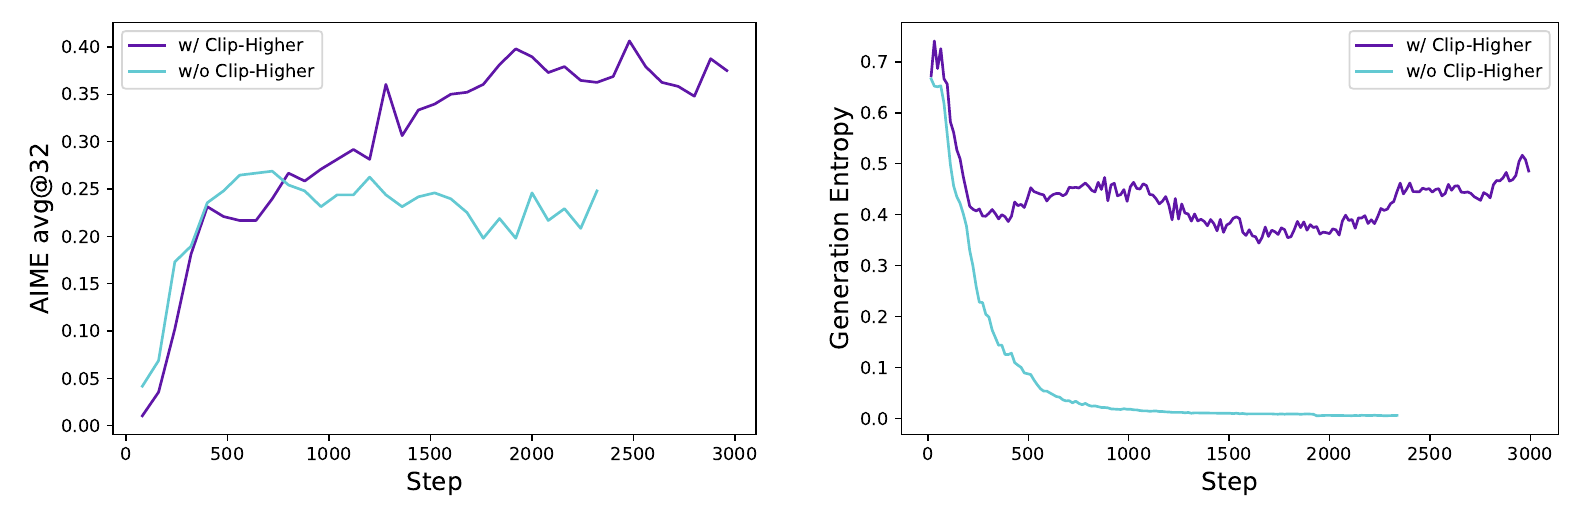 w/ Clip-Higher
w/o Clip-Higher
0.40
0.35
0.30
0.25
0.20
0.15
0.10
0.05
0.00
AIME avg@32
0 500 1000 1500 2000 2500 3000
Step
w/ Clip-Higher
w/o Clip-Higher
0.7
0.6
0.5
0.4
0.3
0.2
0.1
0.0
Generation Entropy
0 500 1000 1500 2000 2500 3000
Step